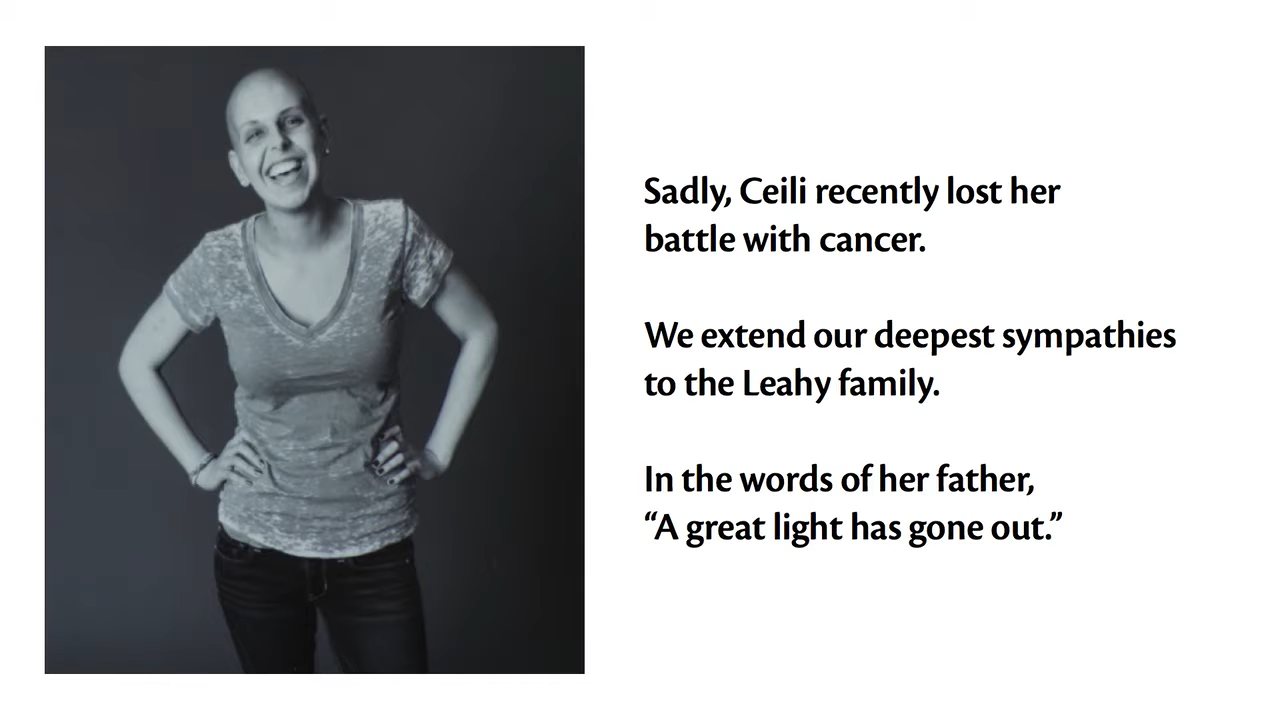 Sadly, Ceili recently lost her
battle with cancer.
We extend our deepest sympathies
to the Leahy family.
In the words of her father,
“A great light has gone out.”